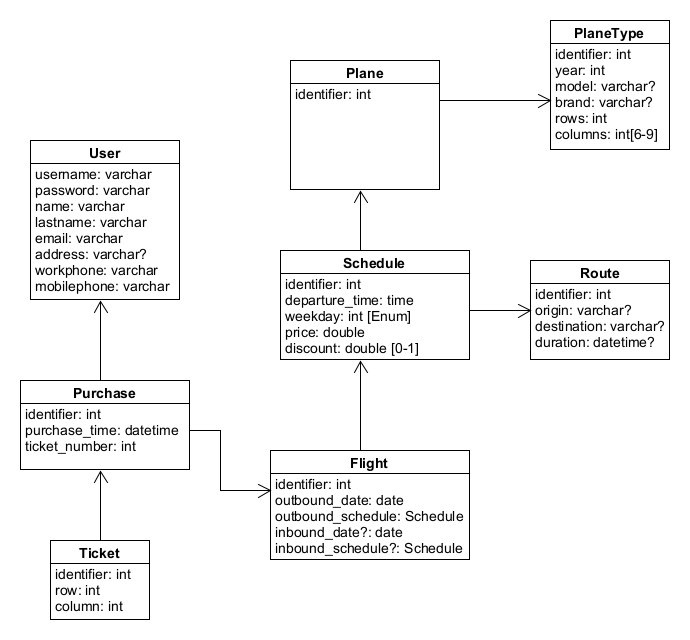 PlaneType
identifier: int
year: int
model: varchar?
brand: varchar?
rows: int
columns: int[6-9]
Plane
identifier: int
User
username: varchar
password: varchar
name: varchar
lastname: varchar
email: varchar
address: varchar?
workphone: varchar
mobilephone: varchar
Schedule
identifier: int
departure_time: time
weekday: int [Enum]
price: double
discount: double [0-1]
Route
identifier: int
origin: varchar?
destination: varchar?
duration: datetime?
Purchase
identifier: int
purchase_time: datetime
ticket_number: int
Flight
identifier: int
outbound_date: date
outbound_schedule: Schedule
inbound_date?: date
inbound_schedule?: Schedule
Ticket
identifier: int
row: int
column: int